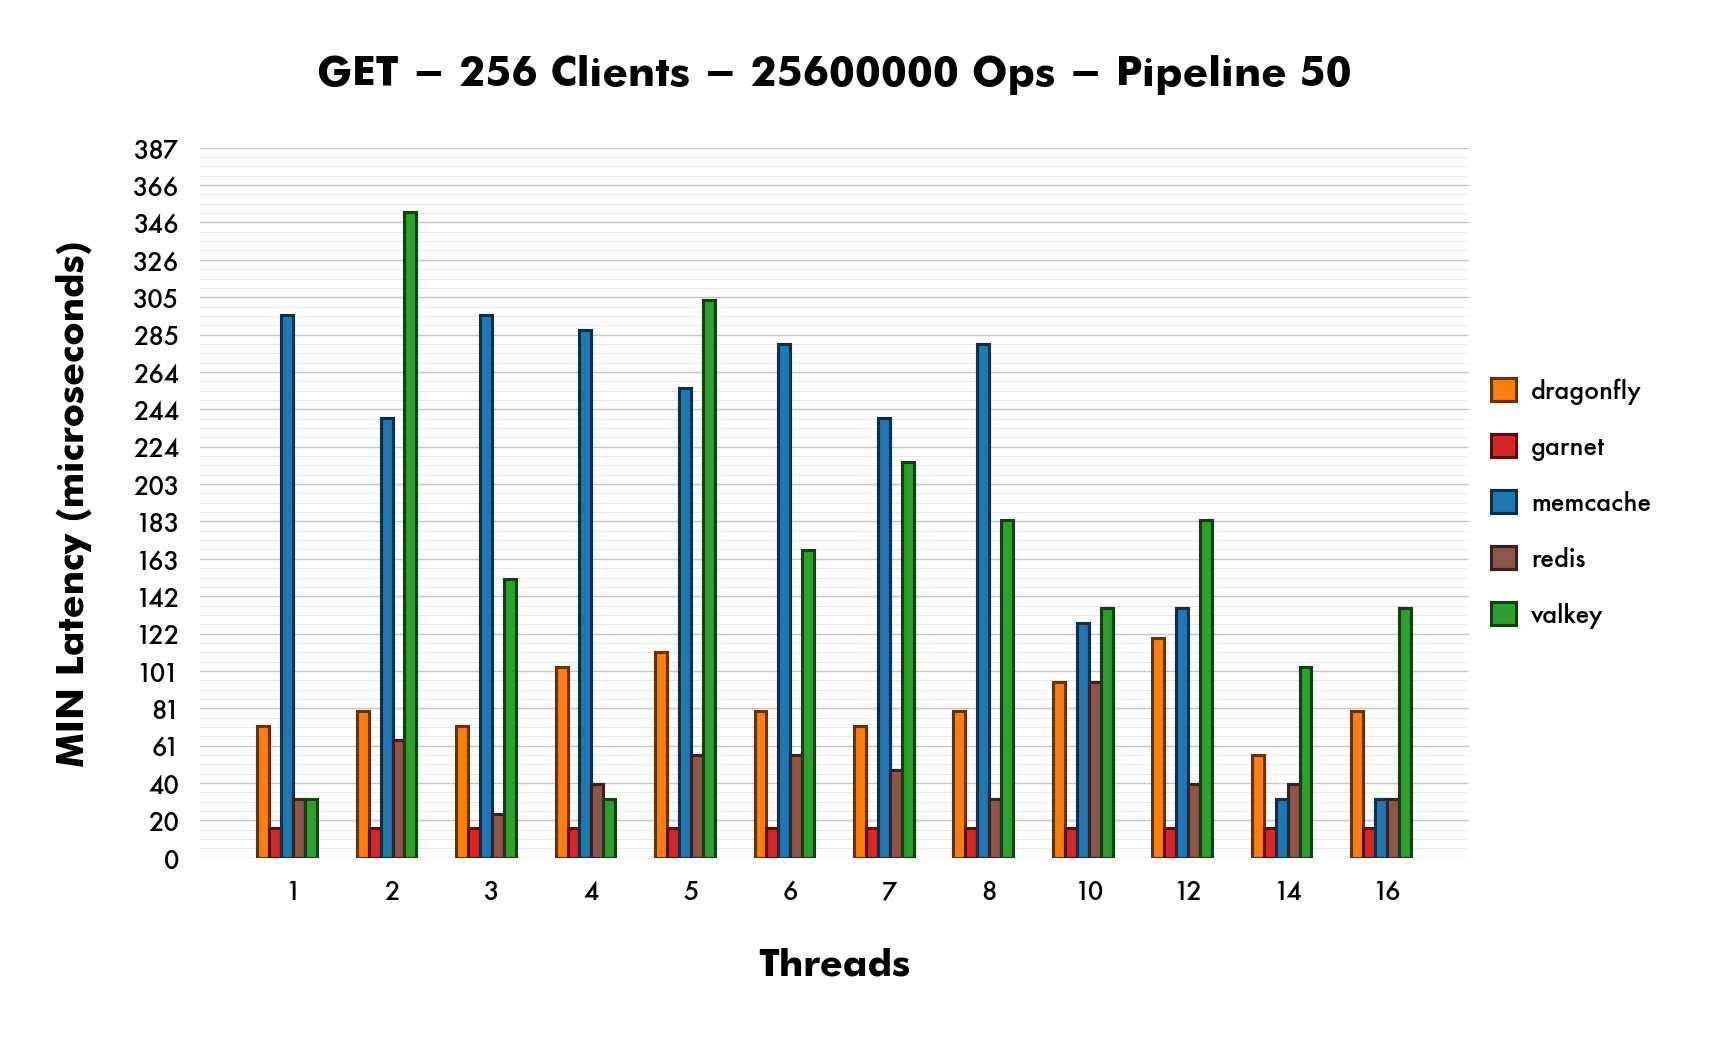 GET – 256 Clients – 25600000 Ops – Pipeline 50
MIN Latency (microseconds)
387
366
346
326
305
285
264
244
224
203
183
163
142
122
101
81
61
40
20
0
1 2 3 4 5 6 7 8 10 12 14 16
Threads
dragonfly
garnet
memcache
redis
valkey